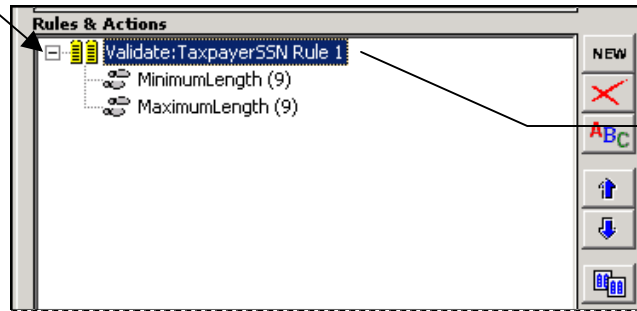 Rules & Actions
Validate:TaxpayerSSN Rule 1
NEW
MinimumLength (9)
MaximumLength (9)
ABC